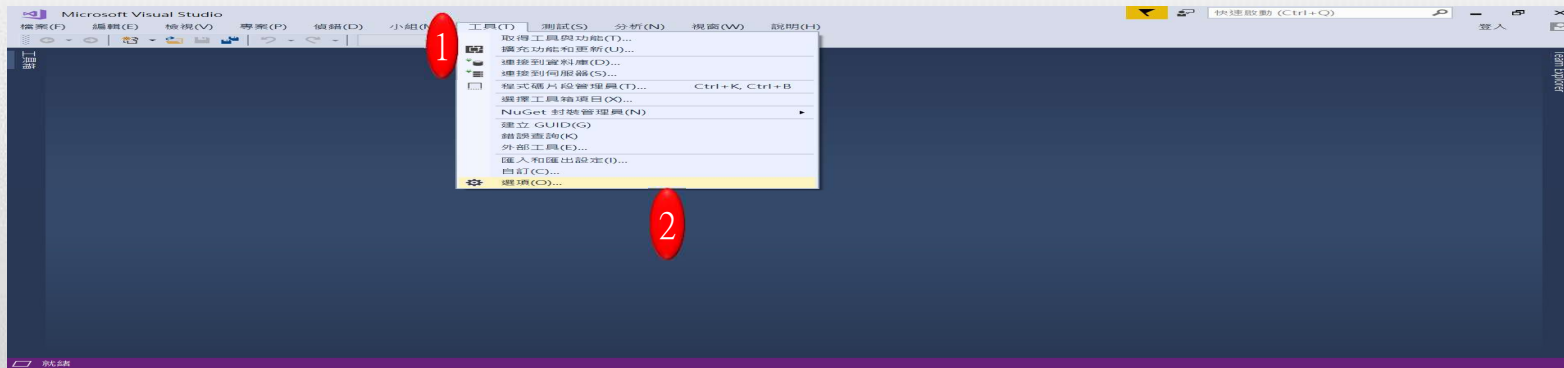 Microsoft Visual Studio
快速啟動 (Ctrl+Q)
檔案(F) 編輯(E) 檢視(V) 專案(P) 偵錯(D) 小組(M 工具(T) 測試(S) 分析(N) 視窗(W) 說明(H) 登入
1
取得工具與功能(T)...
擴充功能和更新(U)...
連接到資料庫(D)...
連接到伺服器(S)...
程式碼片段管理員(T)... Ctrl+K, Ctrl+B
選擇工具箱項目(X)...
NuGet 封裝管理員(N)
建立 GUID(G)
錯誤查詢(K)
外部工具(E)...
匯入和匯出設定(I)...
自訂(C)...
選項(O)...
2
Team Explorer
就緒